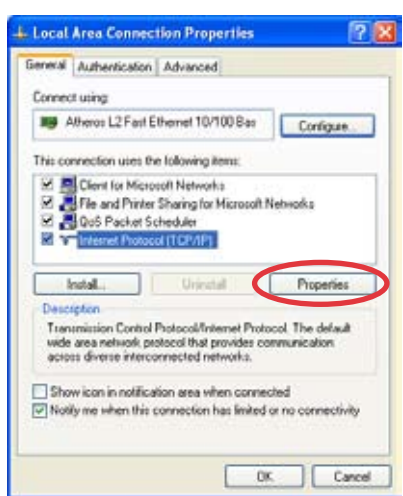 Local Area Connection Properties
General Authentication Advanced
Connect using:
Atheros L2 Fast Ethernet 10/100 Bas Configure...
This connection uses the following items:
Client for Microsoft Networks
File and Printer Sharing for Microsoft Networks
QoS Packet Scheduler
Internet Protocol (TCP/IP)
Install... Uninstall Properties
Description
Transmission Control Protocol/Internet Protocol. The default
wide area network protocol that provides communication
across diverse interconnected networks.
Show icon in notification area when connected
Notify me when this connection has limited or no connectivity
OK Cancel